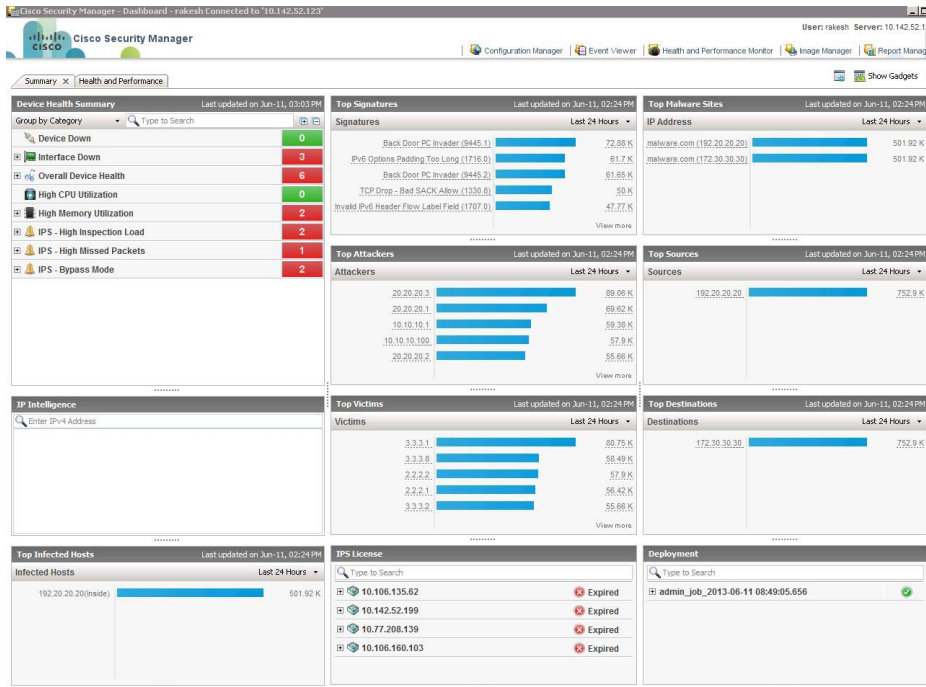 Cisco Security Manager - Dashboard - rakesh Connected to '10.142.52.123'
CISCO
Cisco Security Manager
User: rakesh Server: 10.142.52.1
Configuration Manager | Event Viewer | Health and Performance Monitor | Image Manager | Report Manag
Summary X Health and Performance
Show Gadgets
Device Health Summary Last updated on Jun-11, 03:03 PM
Group by Category Type to Search
Device Down 0
Interface Down 3
Overall Device Health 6
High CPU Utilization 0
High Memory Utilization 2
IPS - High Inspection Load 2
IPS - High Missed Packets 1
IPS - Bypass Mode 2
Top Signatures Last updated on Jun-11, 02:24 PM
Signatures Last 24 Hours
Back Door PC Invader (9445.1) 72.88 K
IPv6 Options Padding Too Long (1716.0) 61.7 K
Back Door PC Invader (9445.2) 61.65 K
TCP Drop - Bad SACK Allow (1330.8) 50 K
Invalid IPv6 Header Flow Label Field (1707.0) 47.77 K
View more
Top Malware Sites Last updated on Jun-11, 02:24 PM
IP Address Last 24 Hours
malware.com (192.20.20.20) 501.92 K
malware.com (172.30.30.30) 501.92 K
Top Attackers Last updated on Jun-11, 02:24 PM
Attackers Last 24 Hours
20.20.20.3 89.06 K
20.20.20.1 69.62 K
10.10.10.1 59.38 K
10.10.10.100 57.9 K
20.20.20.2 55.66 K
View more
Top Sources Last updated on Jun-11, 02:24 PM
Sources Last 24 Hours
192.20.20.20 752.9 K
IP Intelligence
Enter IPv4 Address
Top Victims Last updated on Jun-11, 02:24 PM
Victims Last 24 Hours
3.3.3.1 80.75 K
3.3.3.8 58.49 K
2.2.2.2 57.9 K
2.2.2.1 56.42 K
3.3.3.2 55.66 K
View more
Top Destinations Last updated on Jun-11, 02:24 PM
Destinations Last 24 Hours
172.30.30.30 752.9 K
Top Infected Hosts Last updated on Jun-11, 02:24 PM
Infected Hosts Last 24 Hours
192.20.20.20(Inside) 501.92 K
IPS License
Type to Search
10.106.135.62 Expired
10.142.52.199 Expired
10.77.208.139 Expired
10.106.160.103 Expired
Deployment
Type to Search
admin_job_2013-06-11 08:49:05.656